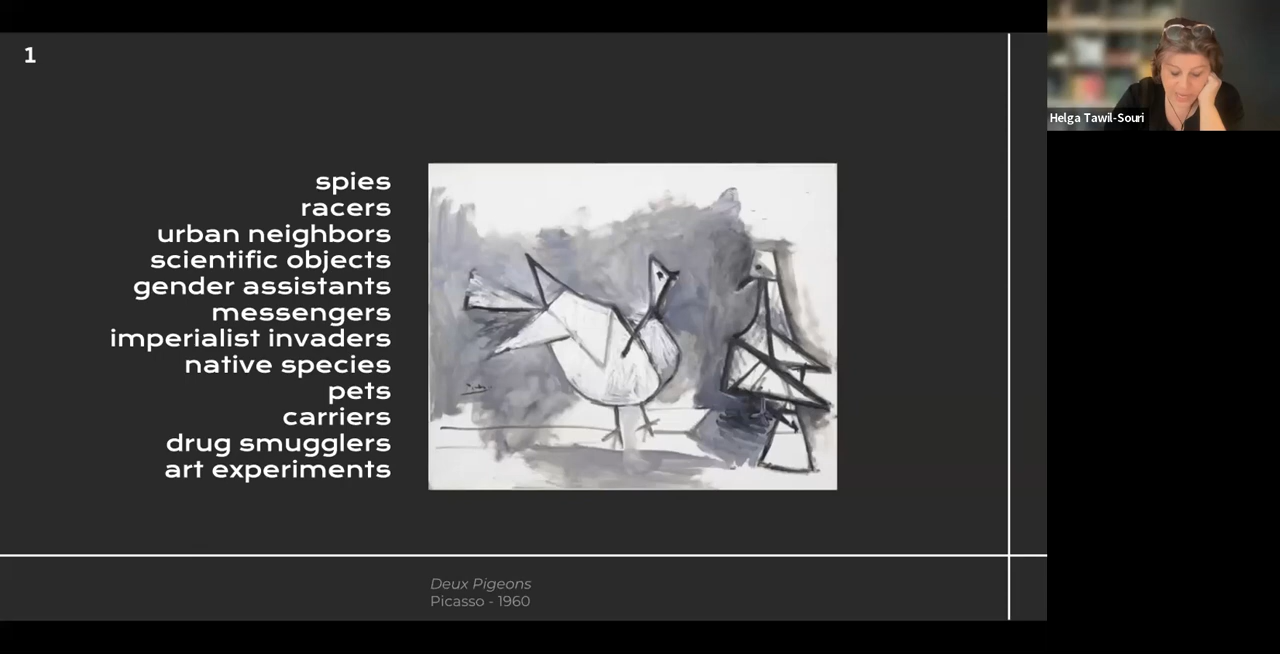 1
spies
racers
urban neighbors
scientific objects
gender assistants
messengers
imperialist invaders
native species
pets
carriers
drug smugglers
art experiments
Deux Pigeons
Picasso - 1960
Helga Tawil-Souri